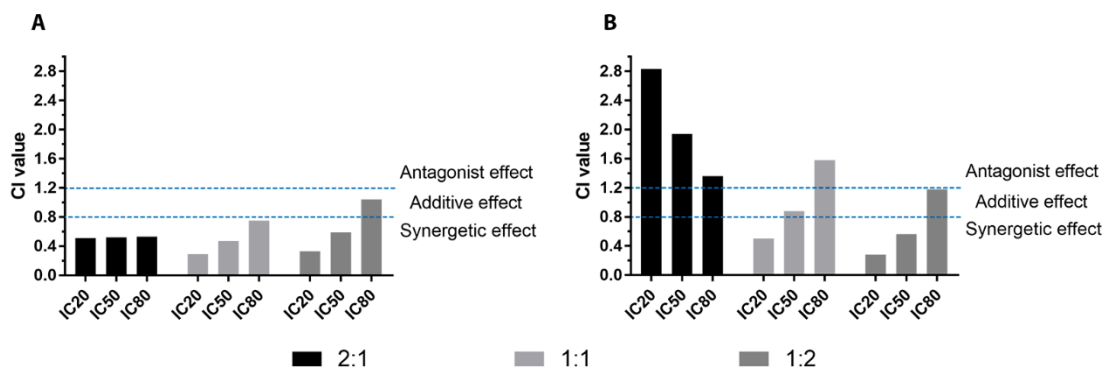 A
CI value
2.8
2.4
2.0
1.6
1.2
0.8
0.4
0.0
Antagonist effect
Additive effect
Synergetic effect
IC20 IC50 IC80 IC20 IC50 IC80 IC20 IC50 IC80
B
CI value
2.8
2.4
2.0
1.6
1.2
0.8
0.4
0.0
Antagonist effect
Additive effect
Synergetic effect
IC20 IC50 IC80 IC20 IC50 IC80 IC20 IC50 IC80
2:1 1:1 1:2